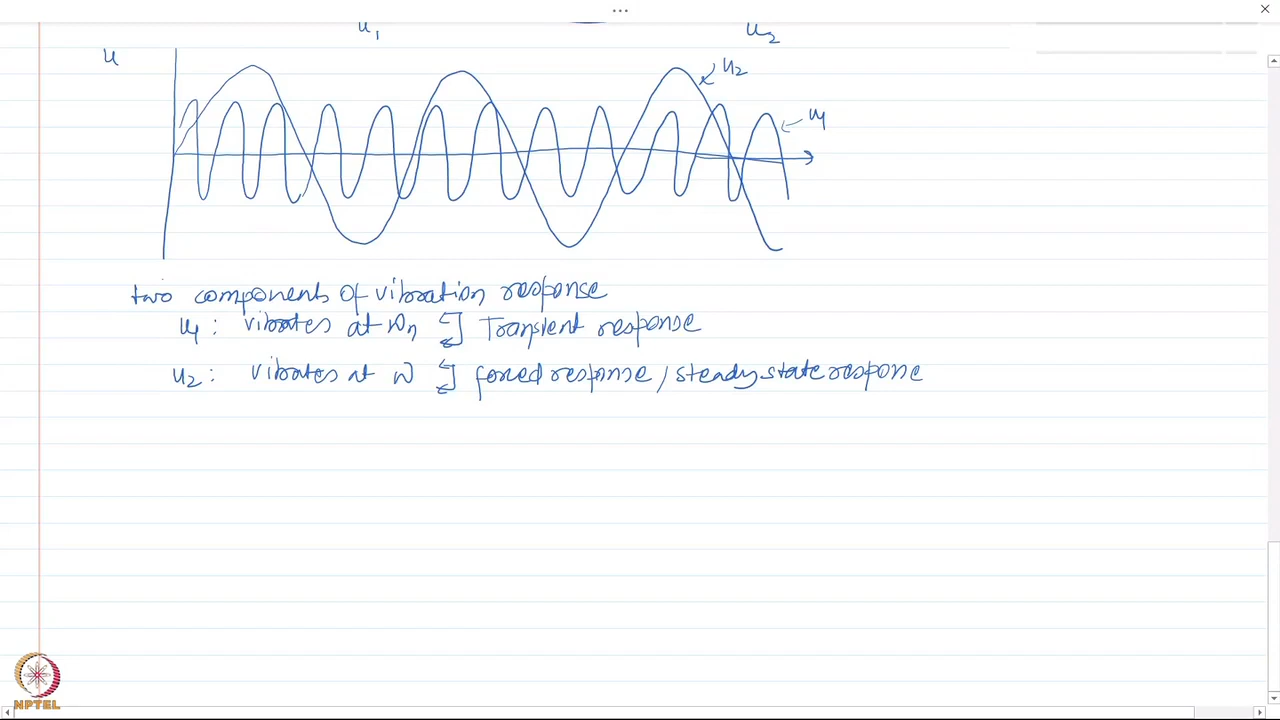 u₁ u₂
u
u₂
u₁
two components of vibration response
u₁ : vibrates at ωₙ } Transient response
u₂ : vibrates at ω } forced response / steady state response
NPTEL